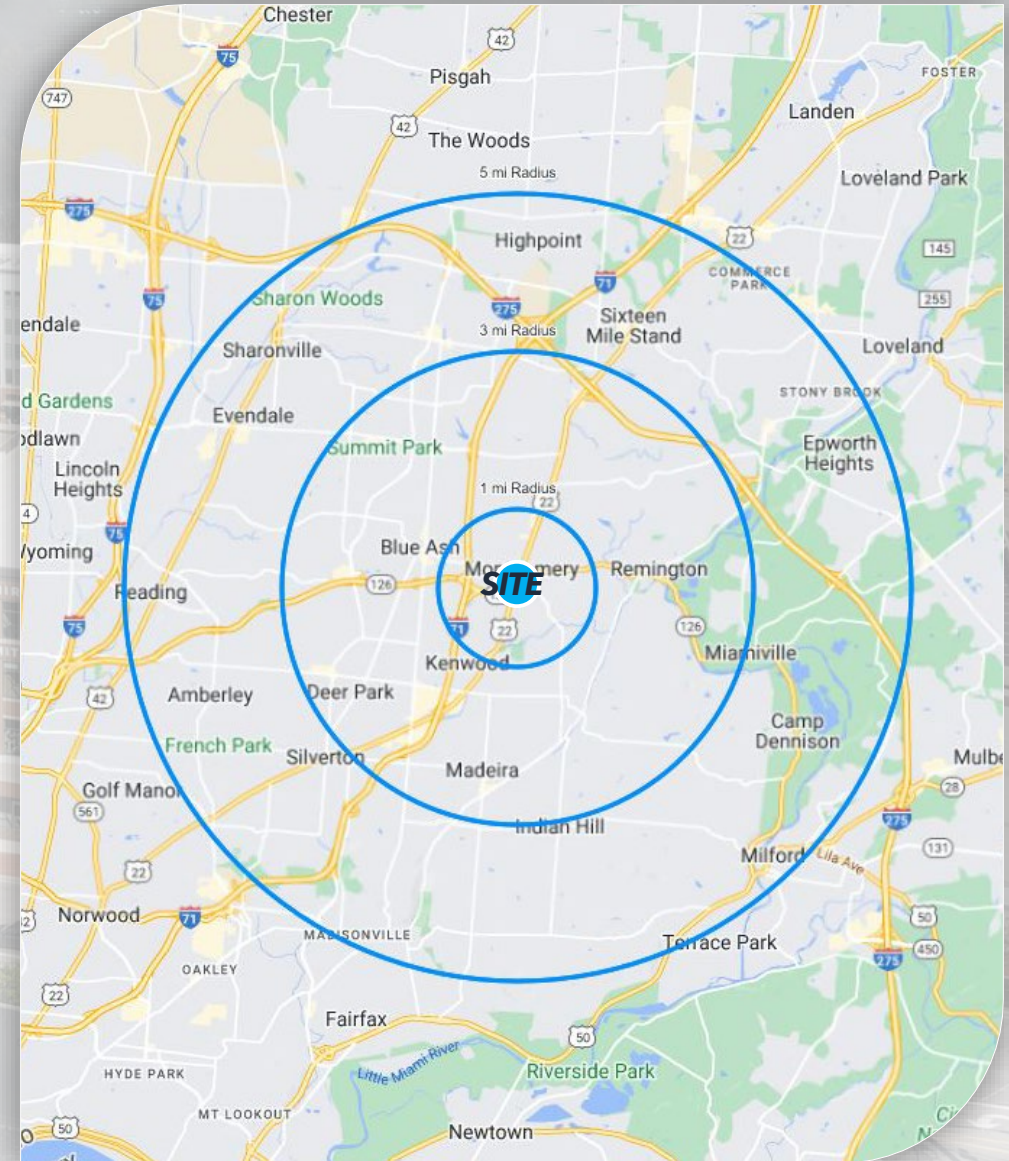 Chester
75
42
Pisgah
FOSTER
747
Landen
42
The Woods
5 mi Radius
Loveland Park
275
22
Highpoint
145
COMMERCE
PARK
71
75
Sharon Woods
275
255
Sixteen
Mile Stand
endale
3 mi Radius
Sharonville
Loveland
STONY BROOK
d Gardens
Evendale
odlawn
Summit Park
Epworth
Heights
Lincoln
Heights
1 mi Radius
22
4
75
Blue Ash
Wyoming
Montgomery
SITE
Remington
126
Reading
75
71
22
126
Miamiville
Kenwood
42
Amberley
Deer Park
Camp
Dennison
French Park
Silverton
Madeira
Mulbe
Golf Manor
28
561
275
Indian Hill
131
Milford
Lila Ave
22
Norwood
71
50
MADISONVILLE
Terrace Park
450
275
OAKLEY
22
Fairfax
50
Little Miami River
Riverside Park
HYDE PARK
MT LOOKOUT
50
Newtown